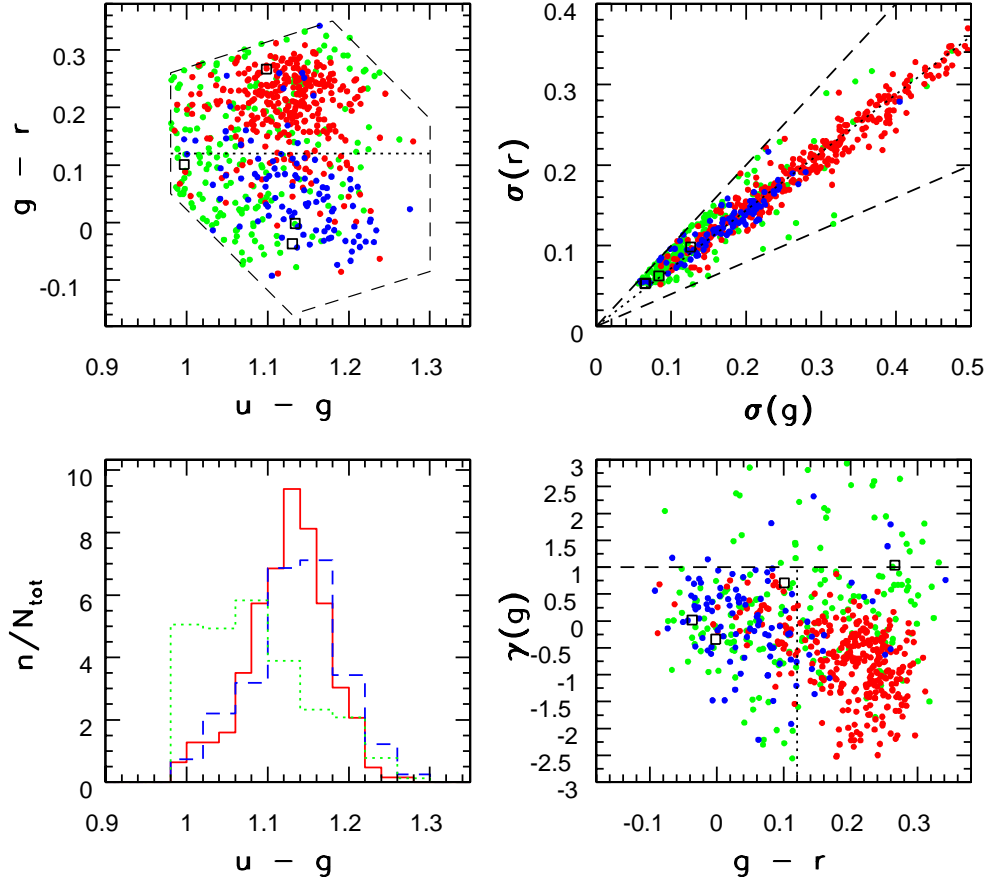 0.3
0.2
0.1
0
-0.1
g - r
0.9 1 1.1 1.2 1.3
u - g
0.4
0.3
0.2
0.1
0
σ(r)
0 0.1 0.2 0.3 0.4 0.5
σ(g)
10
8
6
4
2
0
n/N_tot
0.9 1 1.1 1.2 1.3
u - g
3
2.5
2
1.5
1
0.5
0
-0.5
-1
-1.5
-2
-2.5
-3
γ(g)
-0.1 0 0.1 0.2 0.3
g - r